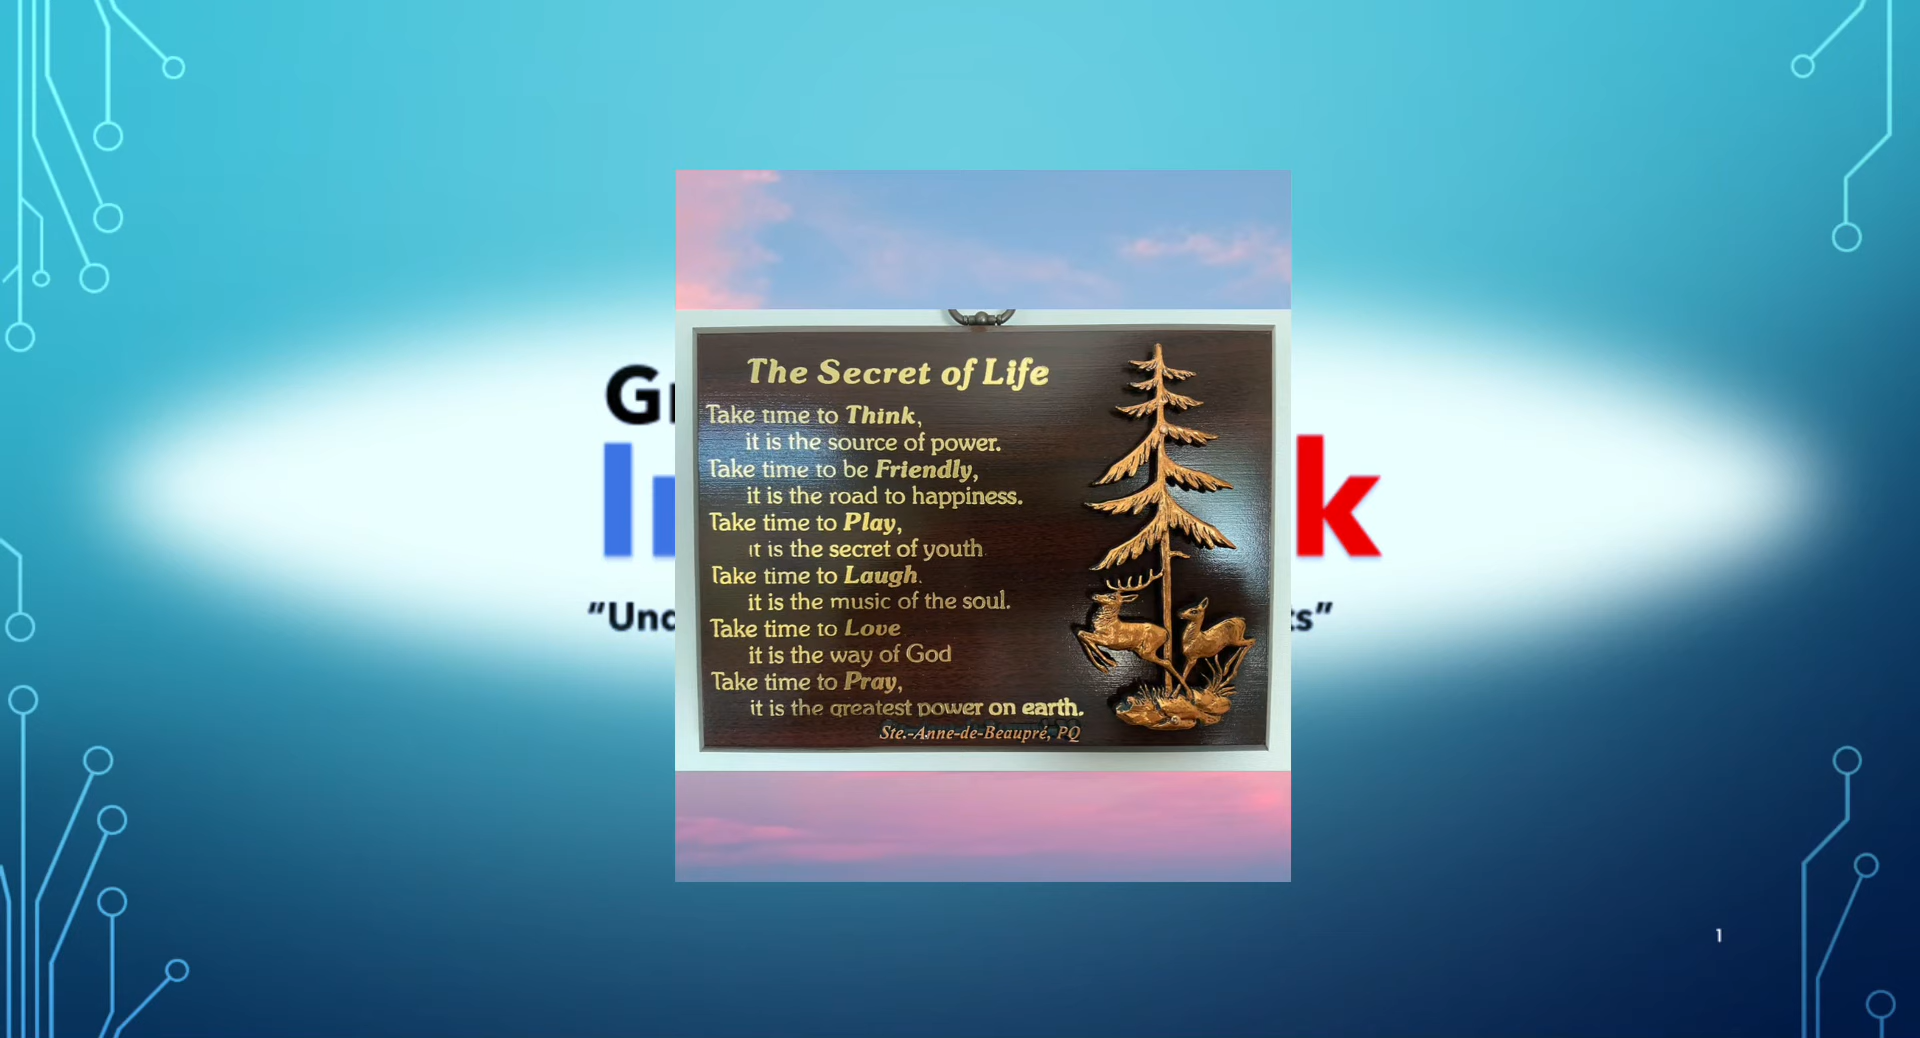 The Secret of Life
Take time to Think,
it is the source of power.
Take time to be Friendly,
it is the road to happiness.
Take time to Play,
it is the secret of youth
Take time to Laugh.
it is the music of the soul.
Take time to Love
it is the way of God
Take time to Pray,
it is the greatest power on earth.
Ste.-Anne-de-Beaupré, PQ
1